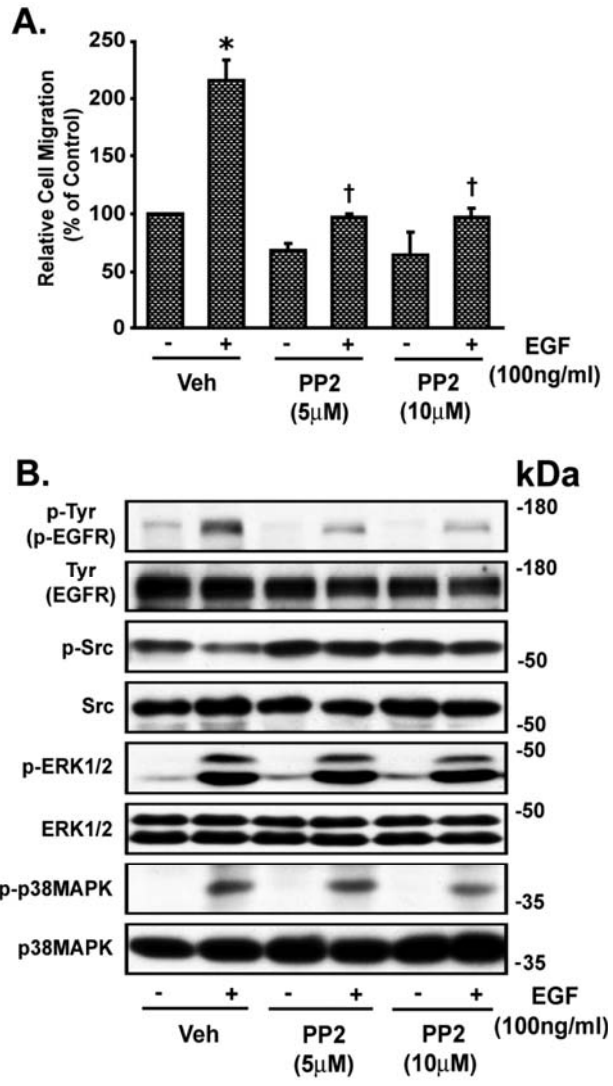 A.
Relative Cell Migration
(% of Control)
250
200
150
100
50
0
*
†
†
- + - + - + EGF
(100ng/ml)
Veh PP2 PP2
(5μM) (10μM)
B.
kDa
p-Tyr
(p-EGFR)
-180
Tyr
(EGFR)
-180
p-Src
-50
Src
-50
p-ERK1/2
-50
ERK1/2
-50
p-p38MAPK
-35
p38MAPK
-35
- + - + - + EGF
(100ng/ml)
Veh PP2 PP2
(5μM) (10μM)